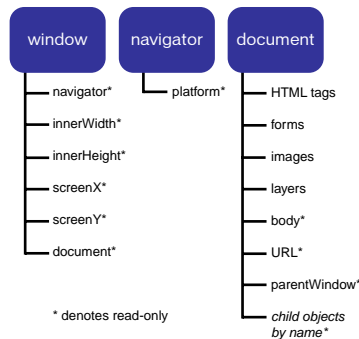 window
navigator
document
navigator*
innerWidth*
innerHeight*
screenX*
screenY*
document*
platform*
HTML tags
forms
images
layers
body*
URL*
parentWindow*
child objects
by name*
* denotes read-only